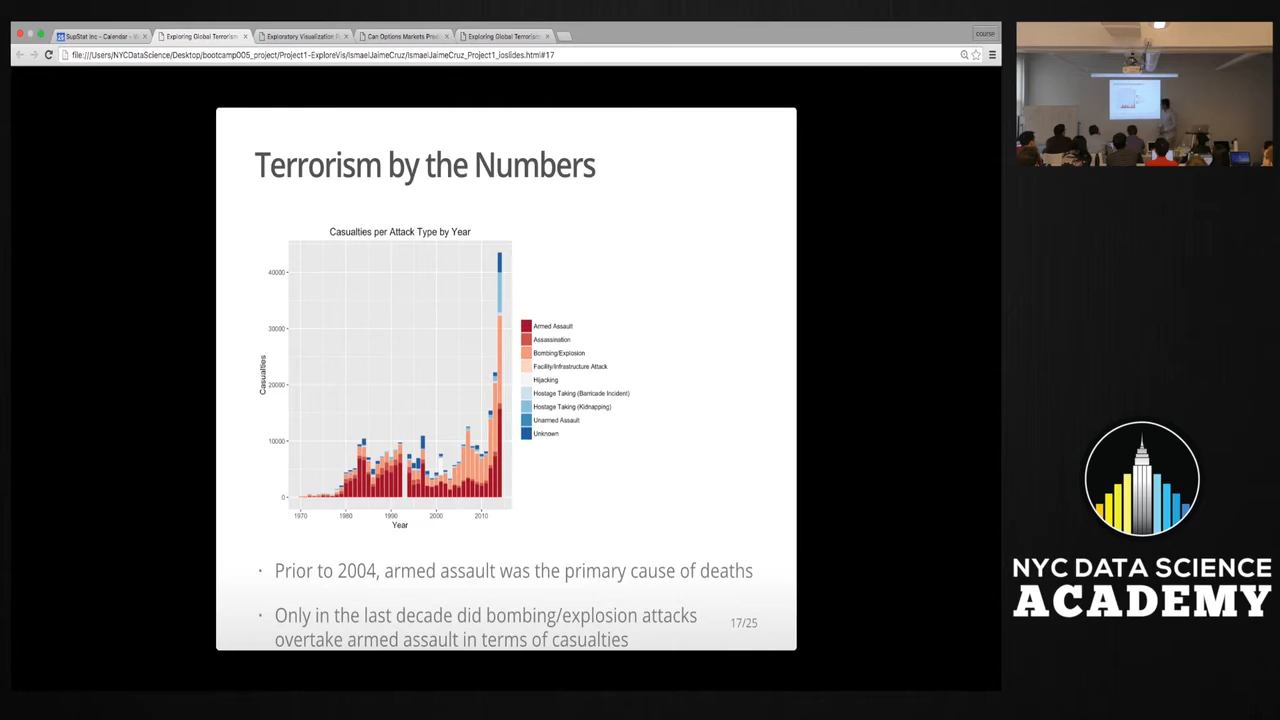 SupStat Inc - Calendar -
Exploring Global Terrorism
Exploratory Visualization
Can Options Markets Pre
Exploring Global Terrorism
course
file:///Users/NYCDataScience/Desktop/bootcamp005_project/Project1-ExploreVis/IsmaelJaimeCruz/IsmaelJaimeCruz_Project1_ioslides.html#17
Terrorism by the Numbers
Casualties per Attack Type by Year
Casualties
40000
30000
20000
10000
0
1970
1980
1990
2000
2010
Year
Armed Assault
Assassination
Bombing/Explosion
Facility/Infrastructure Attack
Hijacking
Hostage Taking (Barricade Incident)
Hostage Taking (Kidnapping)
Unarmed Assault
Unknown
· Prior to 2004, armed assault was the primary cause of deaths
· Only in the last decade did bombing/explosion attacks
overtake armed assault in terms of casualties
17/25
NYC DATA SCIENCE
ACADEMY